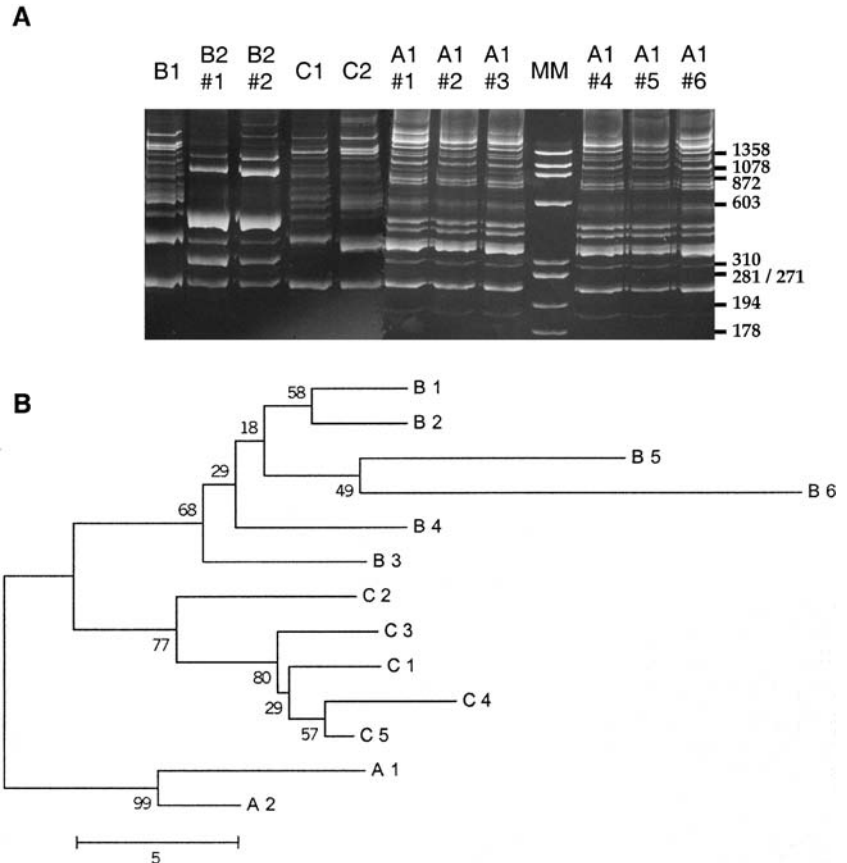 A
B1 B2 #1 B2 #2 C1 C2 A1 #1 A1 #2 A1 #3 MM A1 #4 A1 #5 A1 #6
1358
1078
872
603
310
281 / 271
194
178
B
58 B 1
18 B 2
29 B 5
49 B 6
68 B 4
B 3
C 2
77 C 3
80 C 1
29 C 4
57 C 5
A 1
99 A 2
5